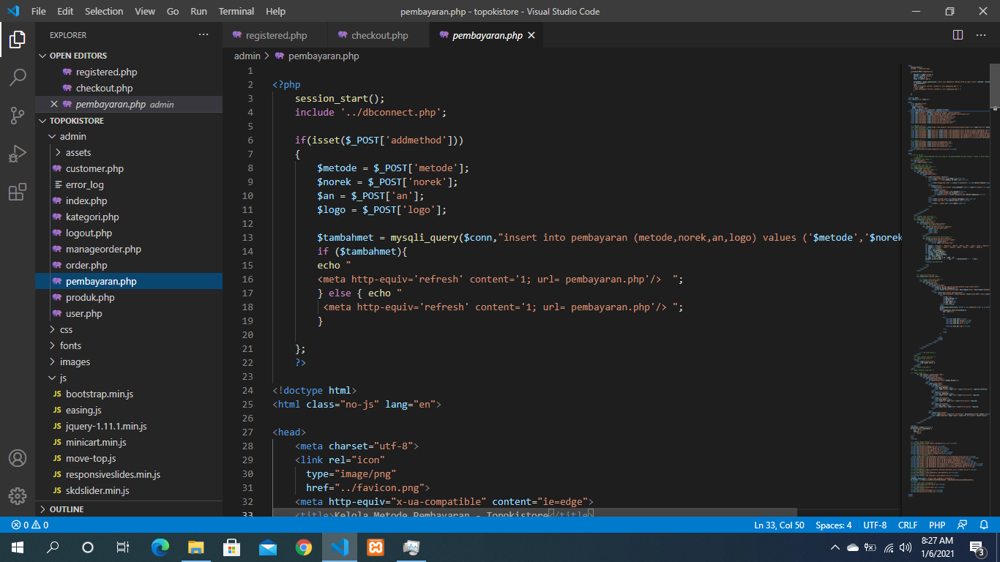 File Edit Selection View Go Run Terminal Help pembayaran.php - topokistore - Visual Studio Code
EXPLORER
OPEN EDITORS
registered.php
checkout.php
pembayaran.php admin
TOPOKISTORE
admin
assets
customer.php
error_log
index.php
kategori.php
logout.php
manageorder.php
order.php
pembayaran.php
produk.php
user.php
css
fonts
images
js
JS bootstrap.min.js
JS easing.js
JS jquery-1.11.1.min.js
JS minicart.min.js
JS move-top.js
JS responsiveslides.min.js
JS skdslider.min.js
OUTLINE
registered.php checkout.php pembayaran.php
admin > pembayaran.php
1
2 <?php
3 session_start();
4 include '../dbconnect.php';
5
6 if(isset($_POST['addmethod']))
7 {
8 $metode = $_POST['metode'];
9 $norek = $_POST['norek'];
10 $an = $_POST['an'];
11 $logo = $_POST['logo'];
12
13 $tambahmet = mysqli_query($conn,"insert into pembayaran (metode,norek,an,logo) values ('$metode','$norek
14 if ($tambahmet){
15 echo "
16 <meta http-equiv='refresh' content='1; url= pembayaran.php'/>  ";
17 } else { echo "
18 <meta http-equiv='refresh' content='1; url= pembayaran.php'/> ";
19 }
20
21 };
22 ?>
23
24 <!doctype html>
25 <html class="no-js" lang="en">
26
27 <head>
28 <meta charset="utf-8">
29 <link rel="icon"
30 type="image/png"
31 href="../favicon.png">
32 <meta http-equiv="x-ua-compatible" content="ie=edge">
33 <title>Kelola Metode Pembayaran - Topokistore</title>
0 0 Ln 33, Col 50 Spaces: 4 UTF-8 CRLF PHP
8:27 AM
1/6/2021
3